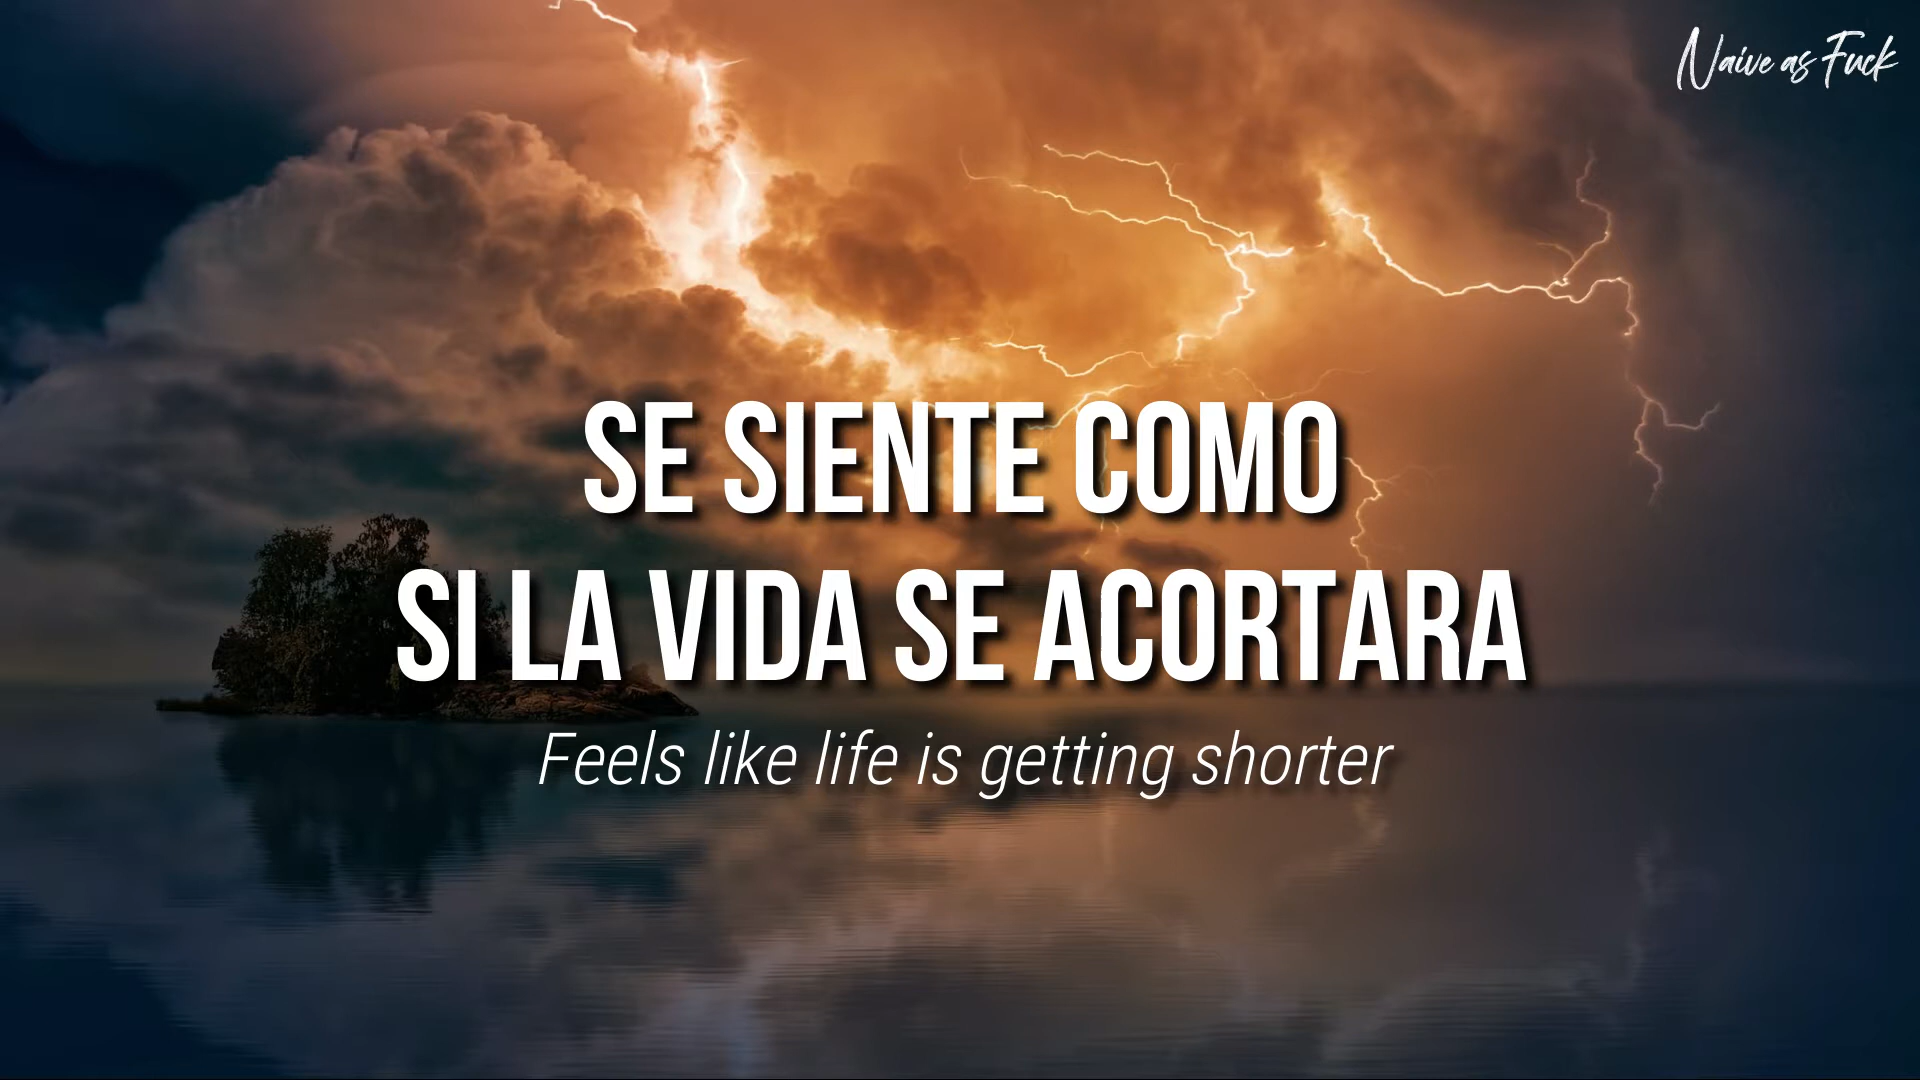 Naive as Fuck
SE SIENTE COMO
SI LA VIDA SE ACORTARA
Feels like life is getting shorter